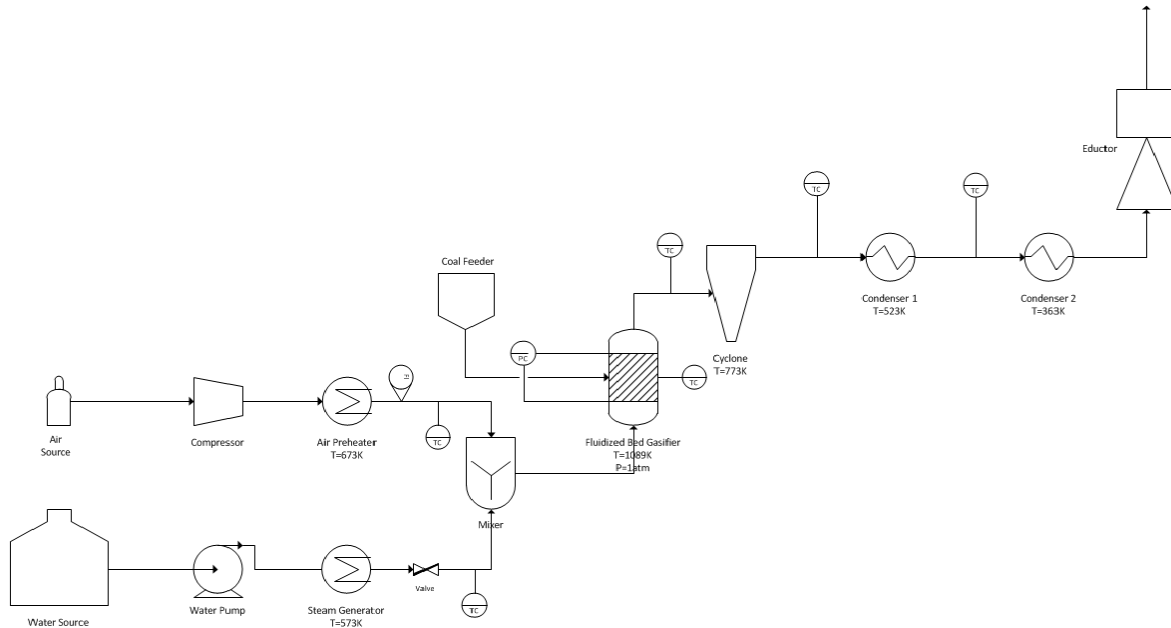 Eductor
TC
TC
TC
Coal Feeder
Condenser 1
T=523K
Condenser 2
T=363K
PC
TC
Cyclone
T=773K
Air
Source
Compressor
Air Preheater
T=673K
TC
Fluidized Bed Gasifier
T=1089K
P=1atm
Mixer
Valve
Water Source
Water Pump
Steam Generator
T=573K
TC